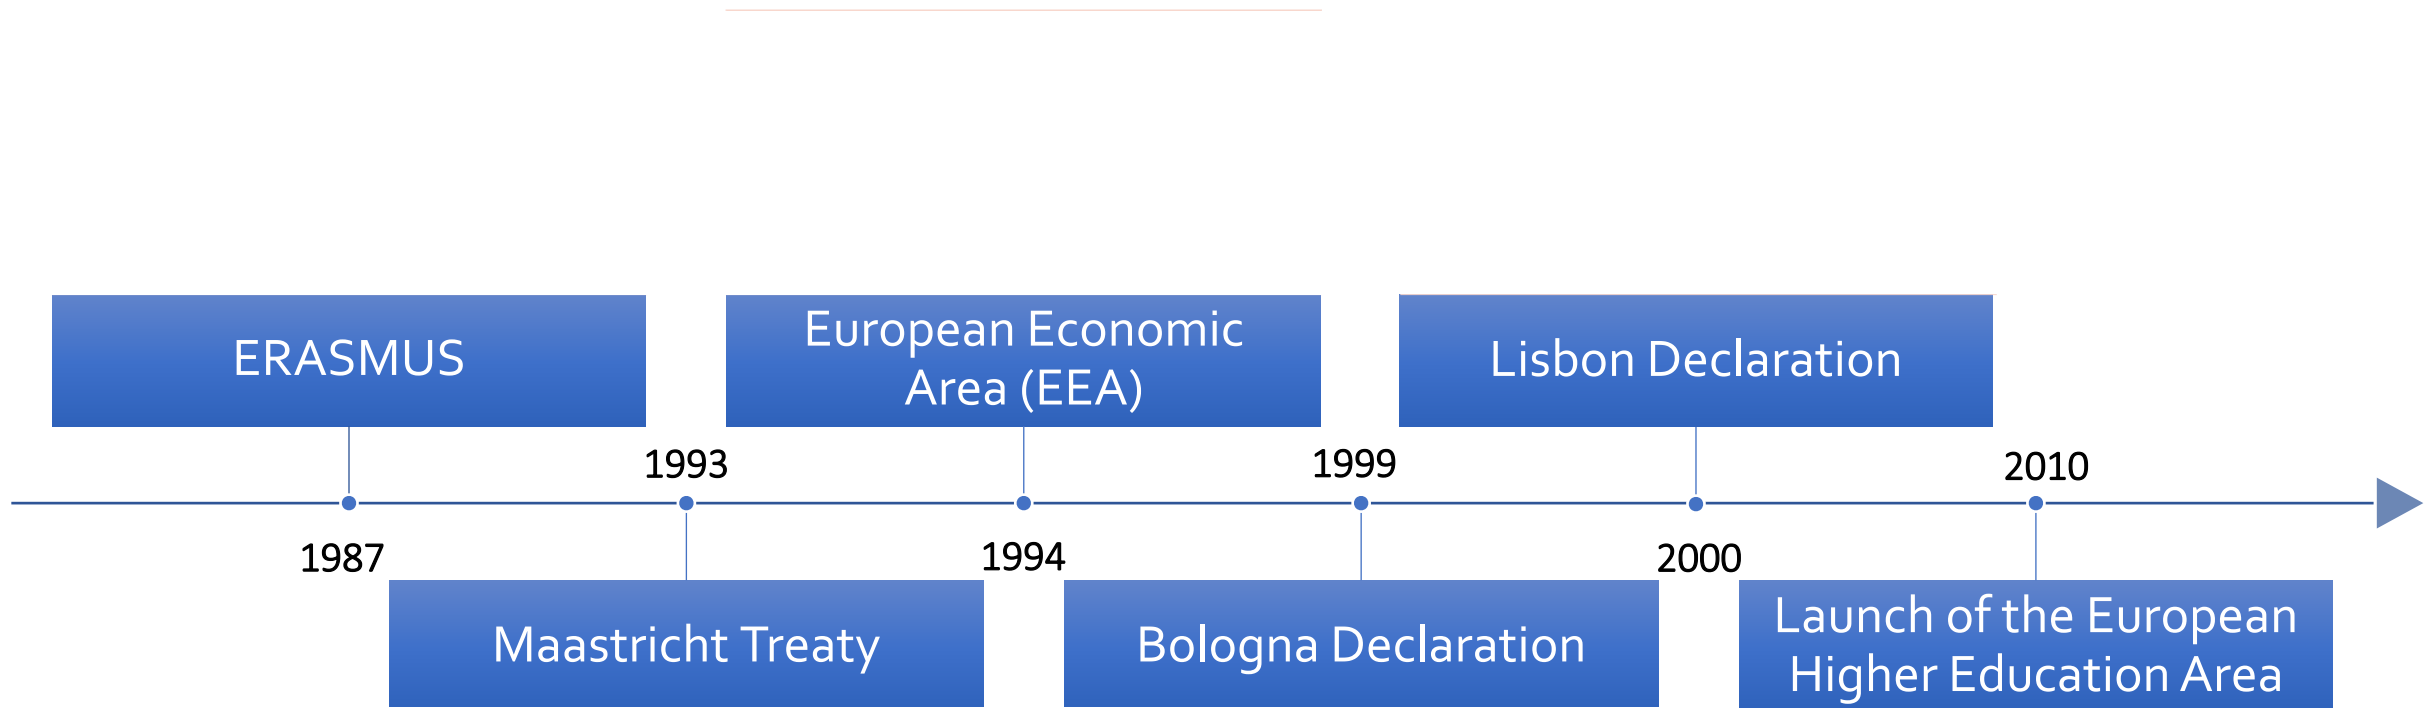 ERASMUS
European Economic
Area (EEA)
Lisbon Declaration
1993
1999
2010
1987
1994
2000
Maastricht Treaty
Bologna Declaration
Launch of the European
Higher Education Area